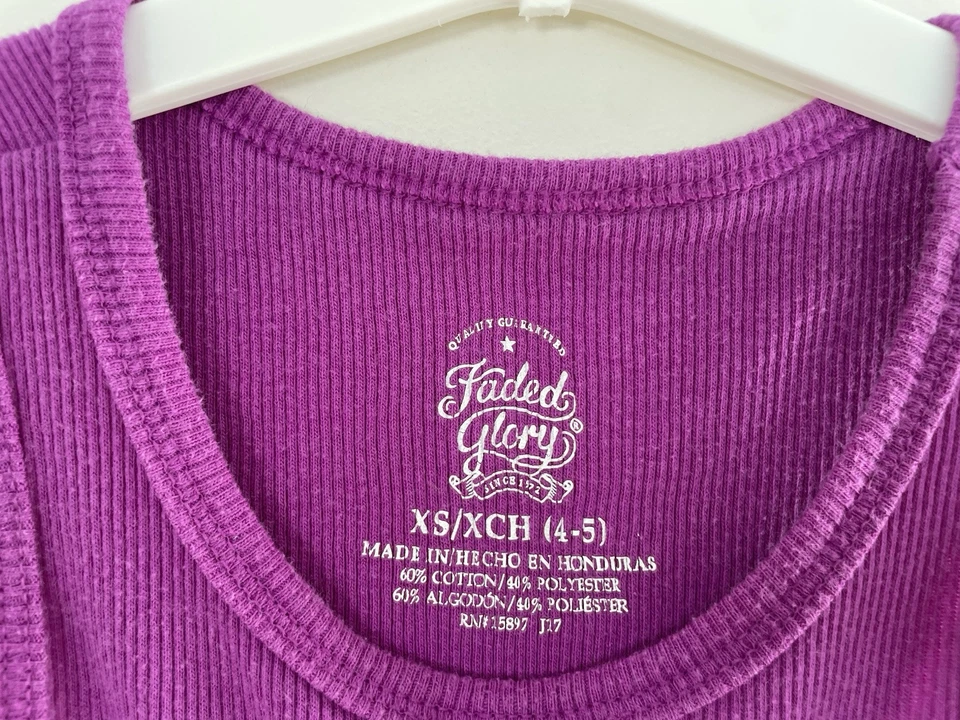 QUALITY GUARANTEED
Faded
Glory®
SINCE 1972
XS/XCH (4-5)
MADE IN/HECHO EN HONDURAS
60% COTTON/40% POLYESTER
60% ALGODÓN/40% POLIÉSTER
RN# 15897 J17